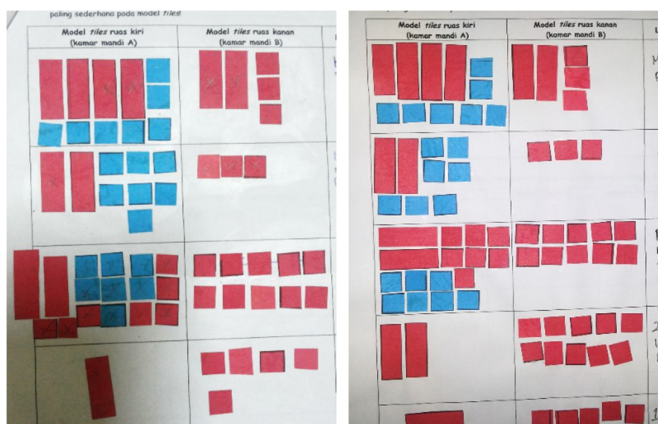 paling sederhana pada model tiles!
Model tiles ruas kiri
(kamar mandi A)
Model tiles ruas kanan
(kamar mandi B)
Model tiles ruas kiri
(kamar mandi A)
Model tiles ruas kanan
(kamar mandi B)